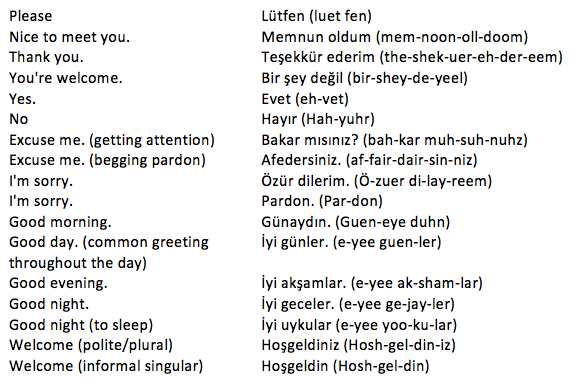 Please Lütfen (luet fen)
Nice to meet you. Memnun oldum (mem-noon-oll-doom)
Thank you. Teşekkür ederim (the-shek-uer-eh-der-eem)
You're welcome. Bir şey değil (bir-shey-de-yeel)
Yes. Evet (eh-vet)
No Hayır (Hah-yuhr)
Excuse me. (getting attention) Bakar mısınız? (bah-kar muh-suh-nuhz)
Excuse me. (begging pardon) Afedersiniz. (af-fair-dair-sin-niz)
I'm sorry. Özür dilerim. (Ö-zuer di-lay-reem)
I'm sorry. Pardon. (Par-don)
Good morning. Günaydın. (Guen-eye duhn)
Good day. (common greeting İyi günler. (e-yee guen-ler)
throughout the day)
Good evening. İyi akşamlar. (e-yee ak-sham-lar)
Good night. İyi geceler. (e-yee ge-jay-ler)
Good night (to sleep) İyi uykular (e-yee yoo-ku-lar)
Welcome (polite/plural) Hoşgeldiniz (Hosh-gel-din-iz)
Welcome (informal singular) Hoşgeldin (Hosh-gel-din)